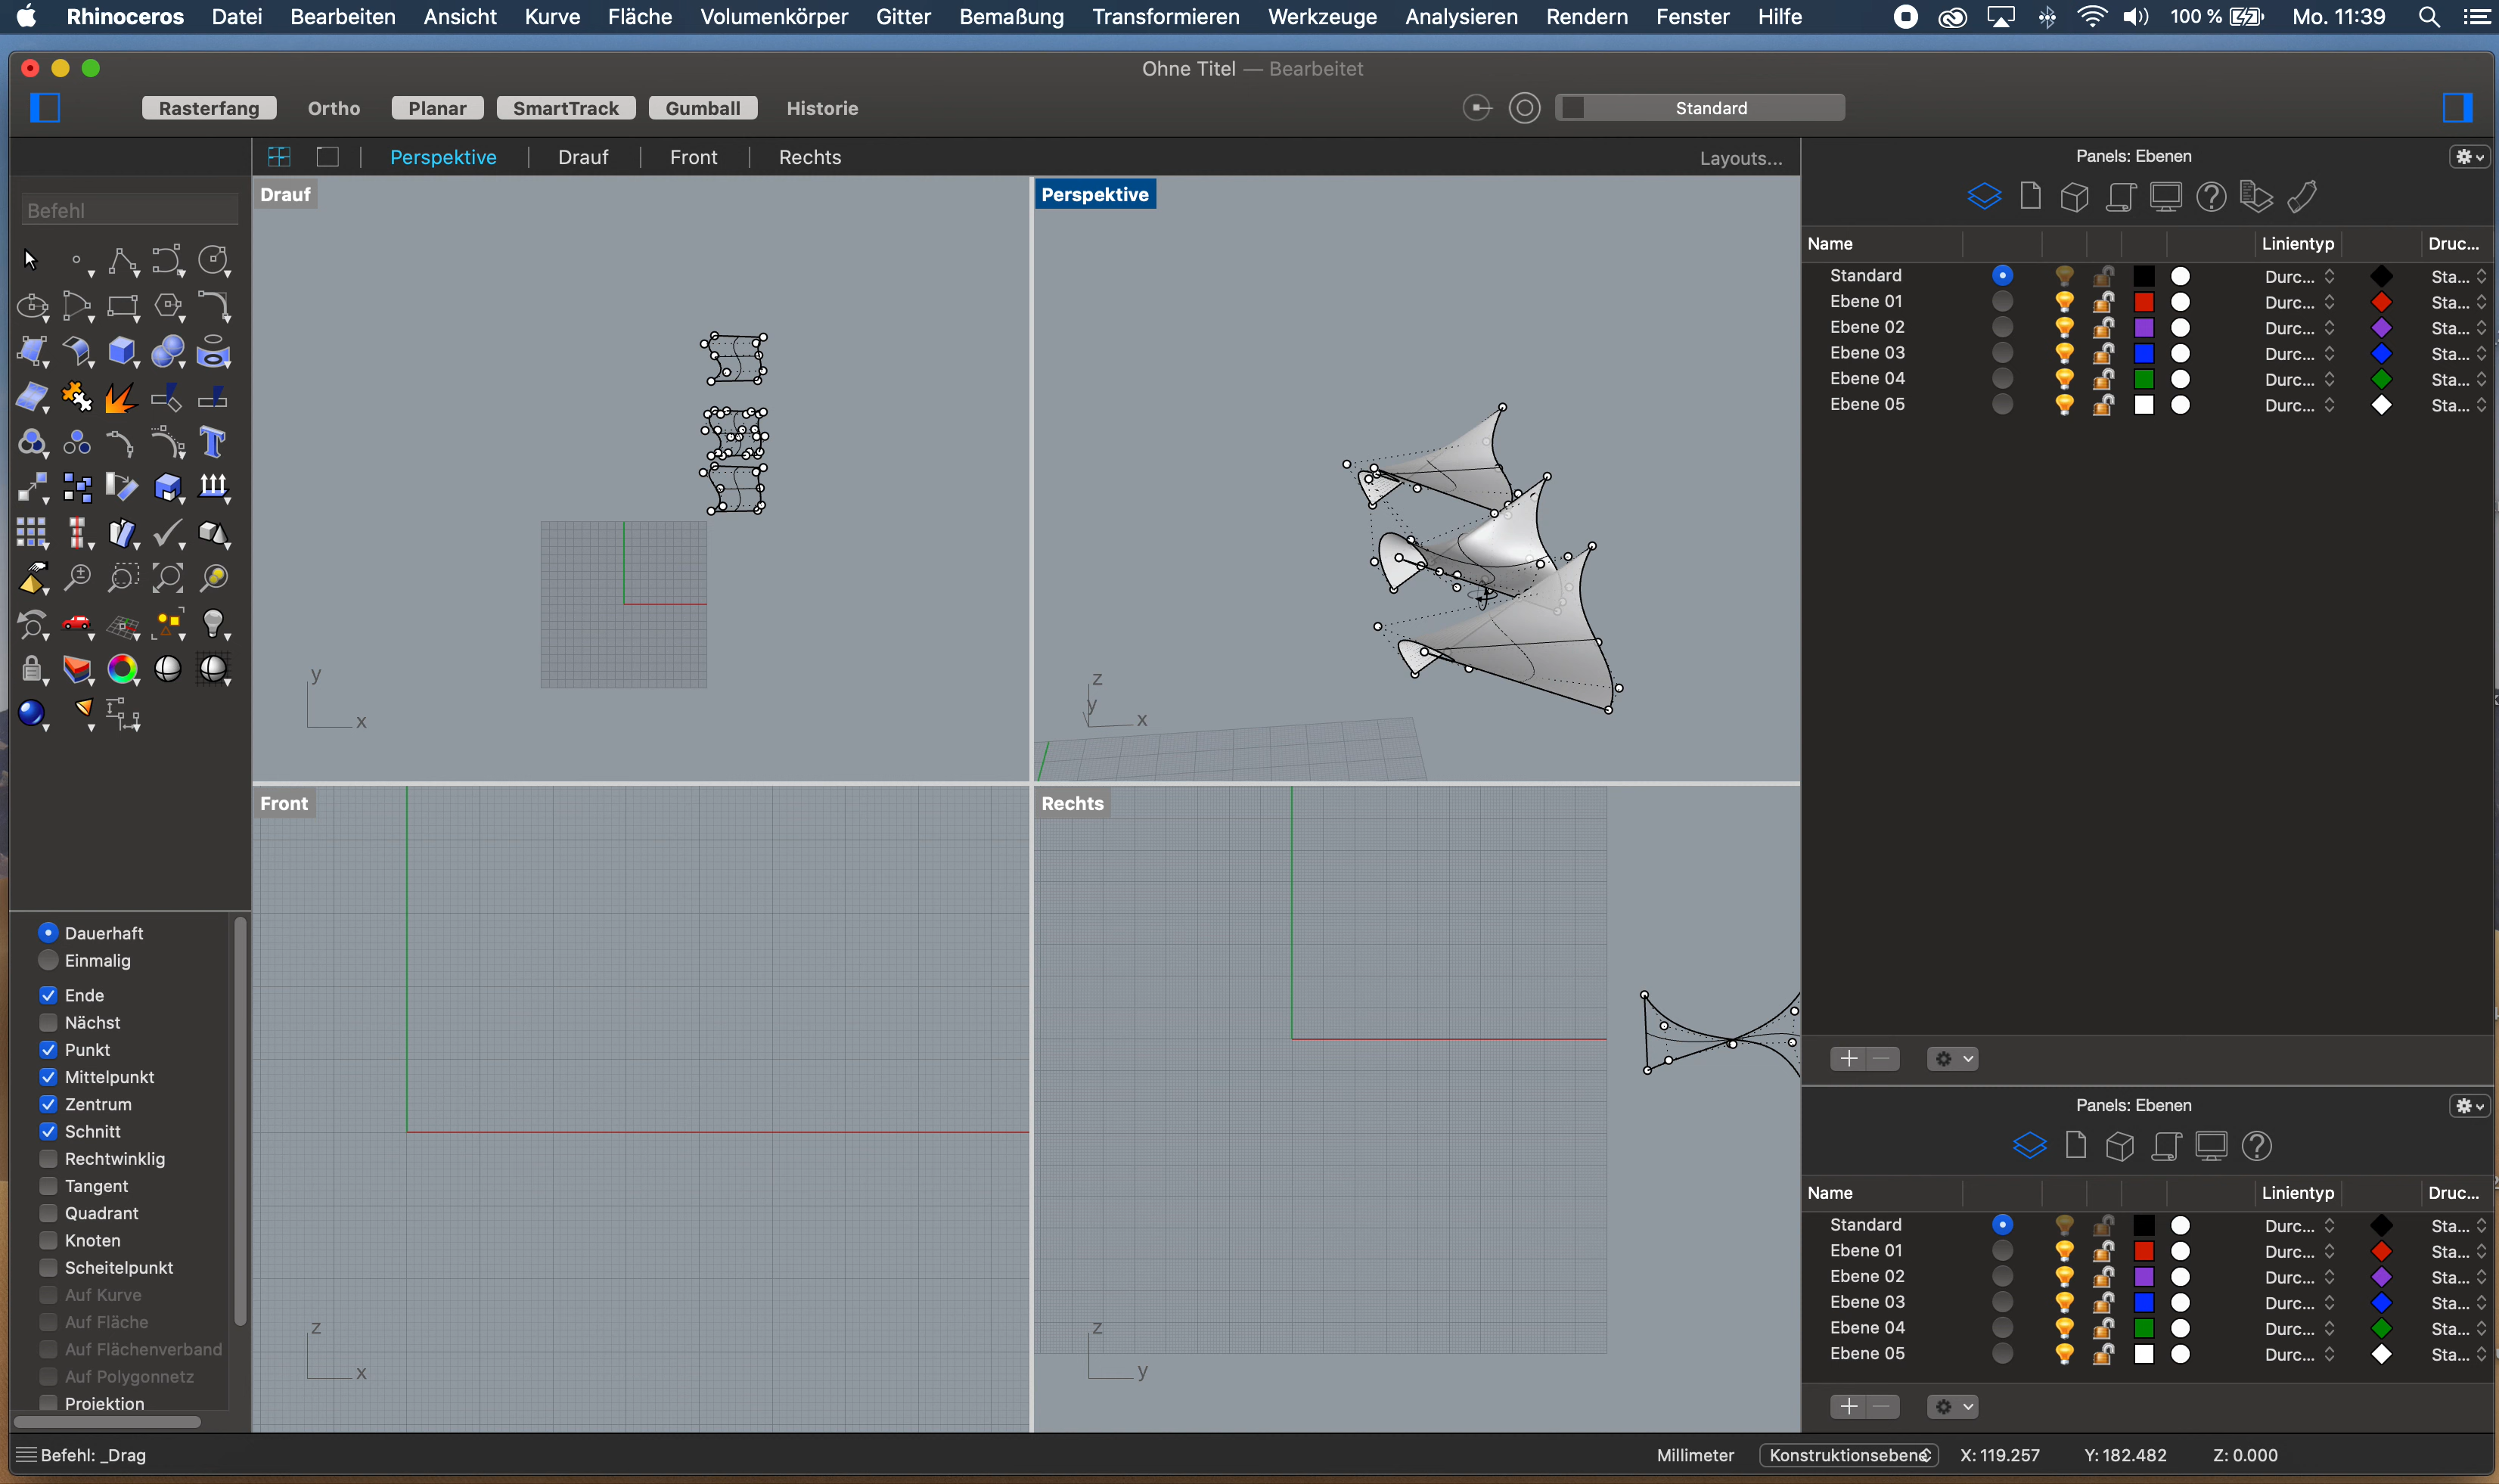 Rhinoceros Datei Bearbeiten Ansicht Kurve Fläche Volumenkörper Gitter Bemaßung Transformieren Werkzeuge Analysieren Rendern Fenster Hilfe 100 % Mo. 11:39
Ohne Titel — Bearbeitet
Rasterfang Ortho Planar SmartTrack Gumball Historie Standard
Perspektive Drauf Front Rechts Layouts... Panels: Ebenen
Drauf
Perspektive
Befehl
Name Linientyp Druc...
Standard Durc... Sta...
Ebene 01 Durc... Sta...
Ebene 02 Durc... Sta...
Ebene 03 Durc... Sta...
Ebene 04 Durc... Sta...
Ebene 05 Durc... Sta...
y
x
z
y
x
Front
Rechts
Dauerhaft
Einmalig
Ende
Nächst
Punkt
Mittelpunkt
Zentrum
Schnitt
Rechtwinklig
Tangent
Quadrant
Knoten
Scheitelpunkt
Auf Kurve
Auf Fläche
Auf Flächenverband
Auf Polygonnetz
Projektion
z
x
z
y
Panels: Ebenen
Name Linientyp Druc...
Standard Durc... Sta...
Ebene 01 Durc... Sta...
Ebene 02 Durc... Sta...
Ebene 03 Durc... Sta...
Ebene 04 Durc... Sta...
Ebene 05 Durc... Sta...
Befehl: _Drag Millimeter Konstruktionsebene X: 119.257 Y: 182.482 Z: 0.000